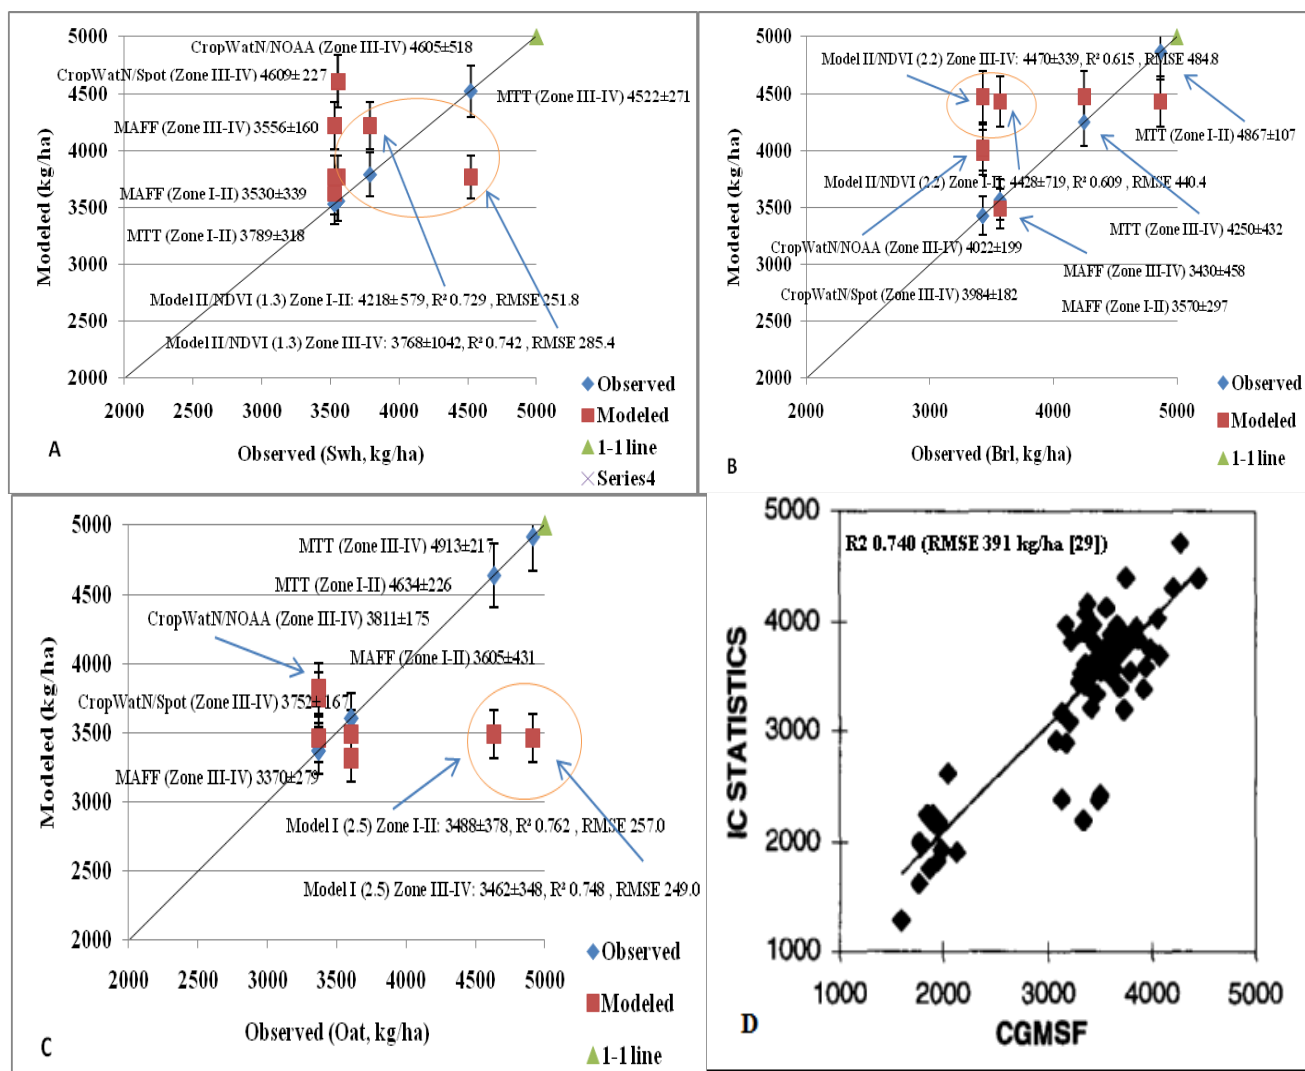 5000
4500
4000
3500
3000
2500
2000
Modeled (kg/ha)
CropWatN/NOAA (Zone III-IV) 4605±518
CropWatN/Spot (Zone III-IV) 4609±227
MTT (Zone III-IV) 4522±271
MAFF (Zone III-IV) 3556±160
MAFF (Zone I-II) 3530±339
MTT (Zone I-II) 3789±318
Model II/NDVI (1.3) Zone I-II: 4218±579, R² 0.729, RMSE 251.8
Model II/NDVI (1.3) Zone III-IV: 3768±1042, R² 0.742 , RMSE 285.4
2000 2500 3000 3500 4000 4500 5000
Observed (Swh, kg/ha)
Observed
Modeled
1-1 line
Series4
A
5000
4500
4000
3500
3000
2500
2000
Modeled (kg/ha)
Model II/NDVI (2.2) Zone III-IV: 4470±339, R² 0.615 , RMSE 484.8
MTT (Zone I-II) 4867±107
Model II/NDVI (2.2) Zone I-II: 4428±719, R² 0.609 , RMSE 440.4
MTT (Zone III-IV) 4250±432
CropWatN/NOAA (Zone III-IV) 4022±199
MAFF (Zone III-IV) 3430±458
CropWatN/Spot (Zone III-IV) 3984±182
MAFF (Zone I-II) 3570±297
2000 3000 4000 5000
Observed (Brl, kg/ha)
Observed
Modeled
1-1 line
B
5000
4500
4000
3500
3000
2500
2000
Modeled (kg/ha)
MTT (Zone III-IV) 4913±217
MTT (Zone I-II) 4634±226
CropWatN/NOAA (Zone III-IV) 3811±175
MAFF (Zone I-II) 3605±431
CropWatN/Spot (Zone III-IV) 3752±167
MAFF (Zone III-IV) 3370±279
Model I (2.5) Zone I-II: 3488±378, R² 0.762 , RMSE 257.0
Model I (2.5) Zone III-IV: 3462±348, R² 0.748 , RMSE 249.0
2000 2500 3000 3500 4000 4500 5000
Observed (Oat, kg/ha)
Observed
Modeled
1-1 line
C
5000
4000
3000
2000
1000
IC STATISTICS
R2 0.740 (RMSE 391 kg/ha [29])
1000 2000 3000 4000 5000
CGMSF
D